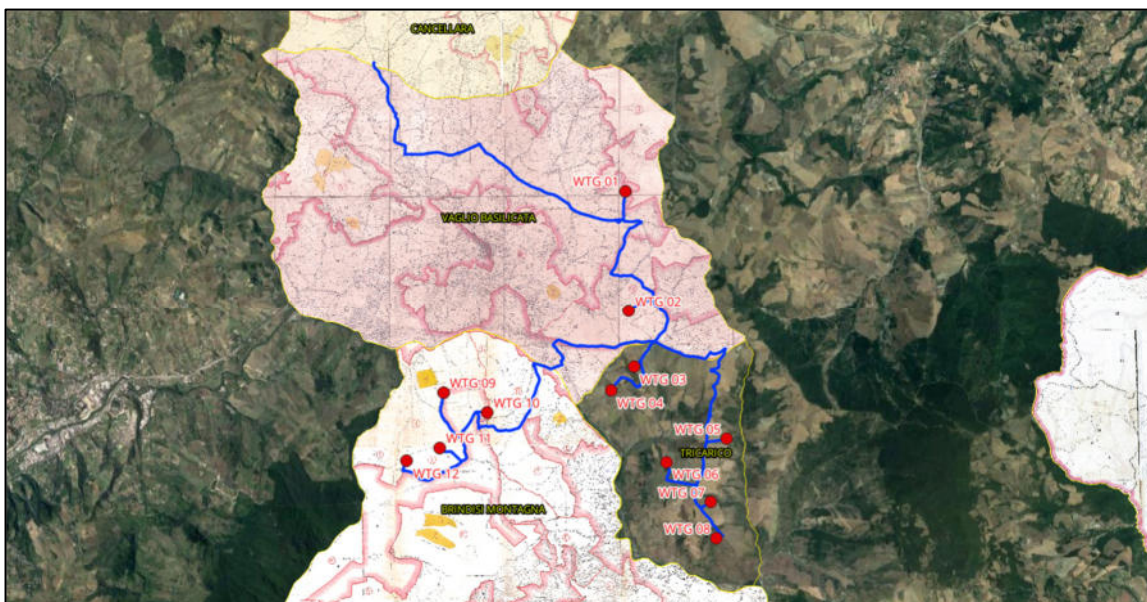 CANCELLARA
WTG 01
VAGLIO BASILICATA
WTG 02
WTG 03
WTG 04
WTG 09
WTG 10
WTG 05
WTG 11
TRICARICO
WTG 12
WTG 06
WTG 07
BRINDISI MONTAGNA
WTG 08